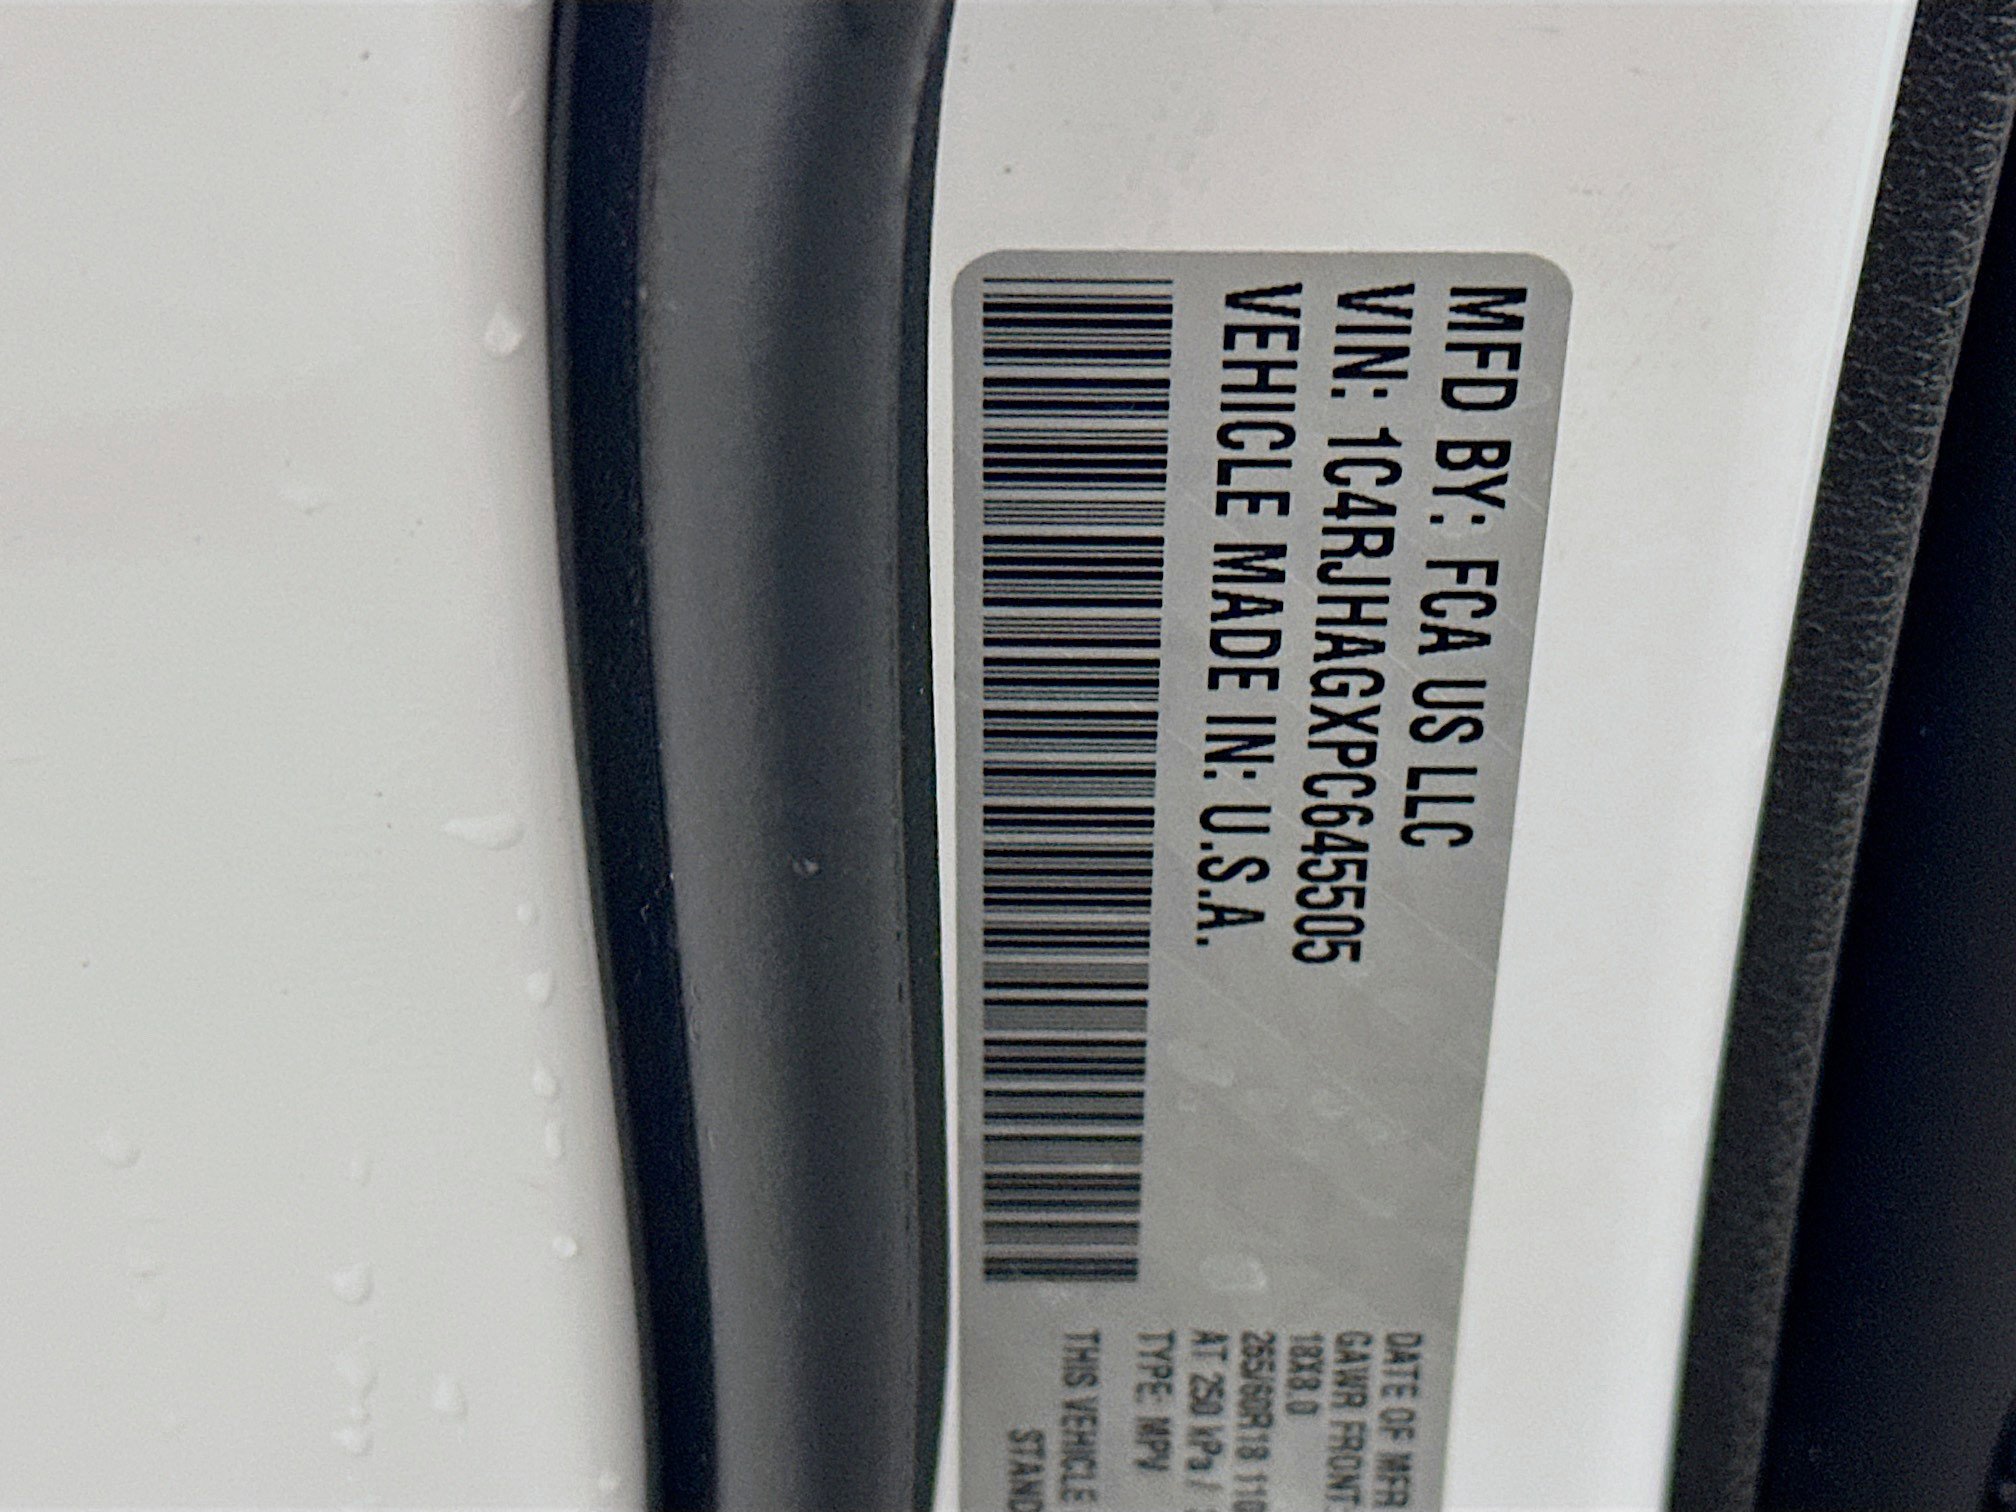 MFD BY: FCA US LLC
VIN: 1C4RJHAGXPC645505
VEHICLE MADE IN: U.S.A.
DATE OF MFR
GAWR FRONT
18X8.0
265/60R18 110
AT 250 kPa /
TYPE: MPV
THIS VEHICLE
STAND